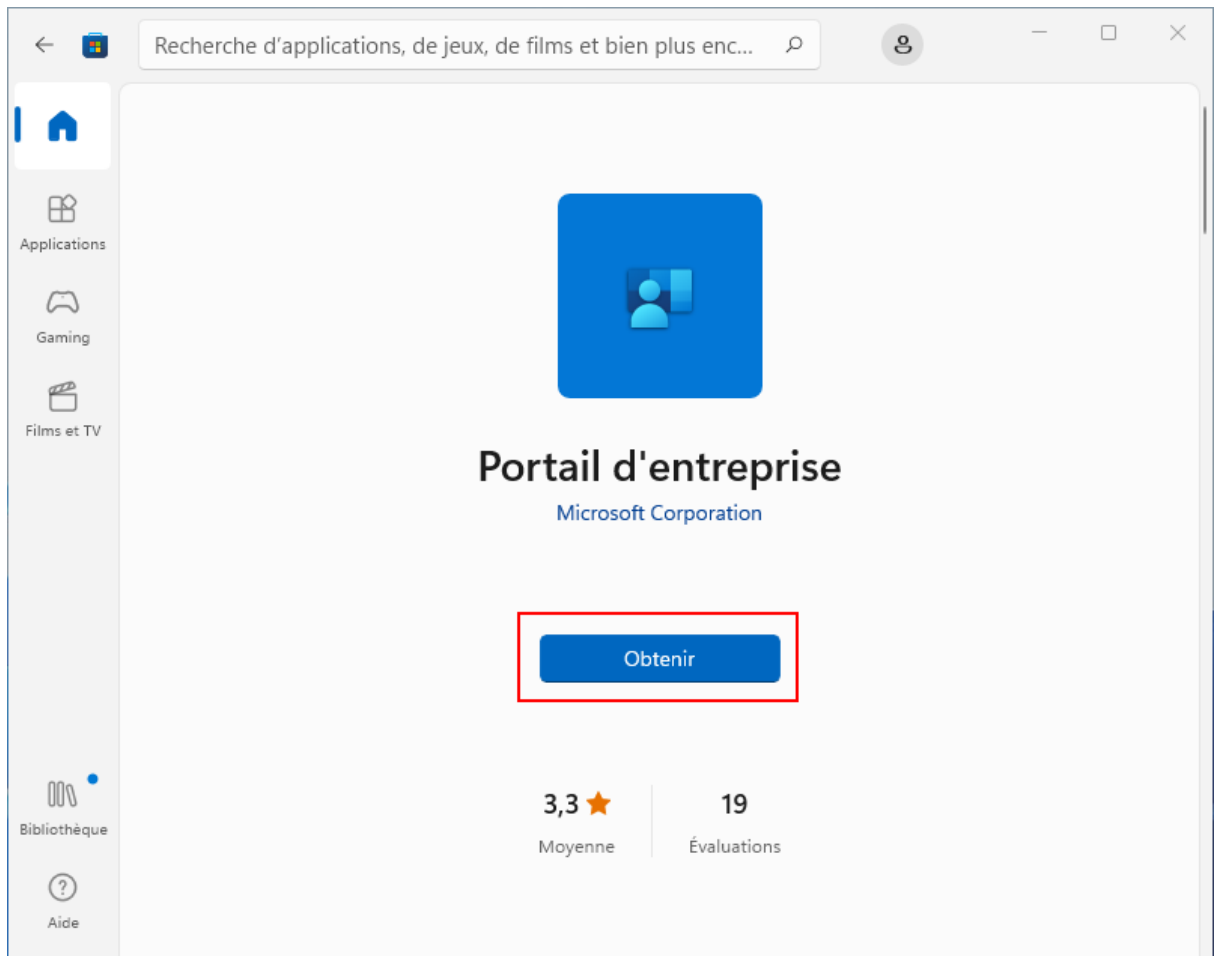 Recherche d’applications, de jeux, de films et bien plus enc...
Applications
Gaming
Films et TV
Portail d'entreprise
Microsoft Corporation
Obtenir
3,3
19
Moyenne
Évaluations
Bibliothèque
Aide